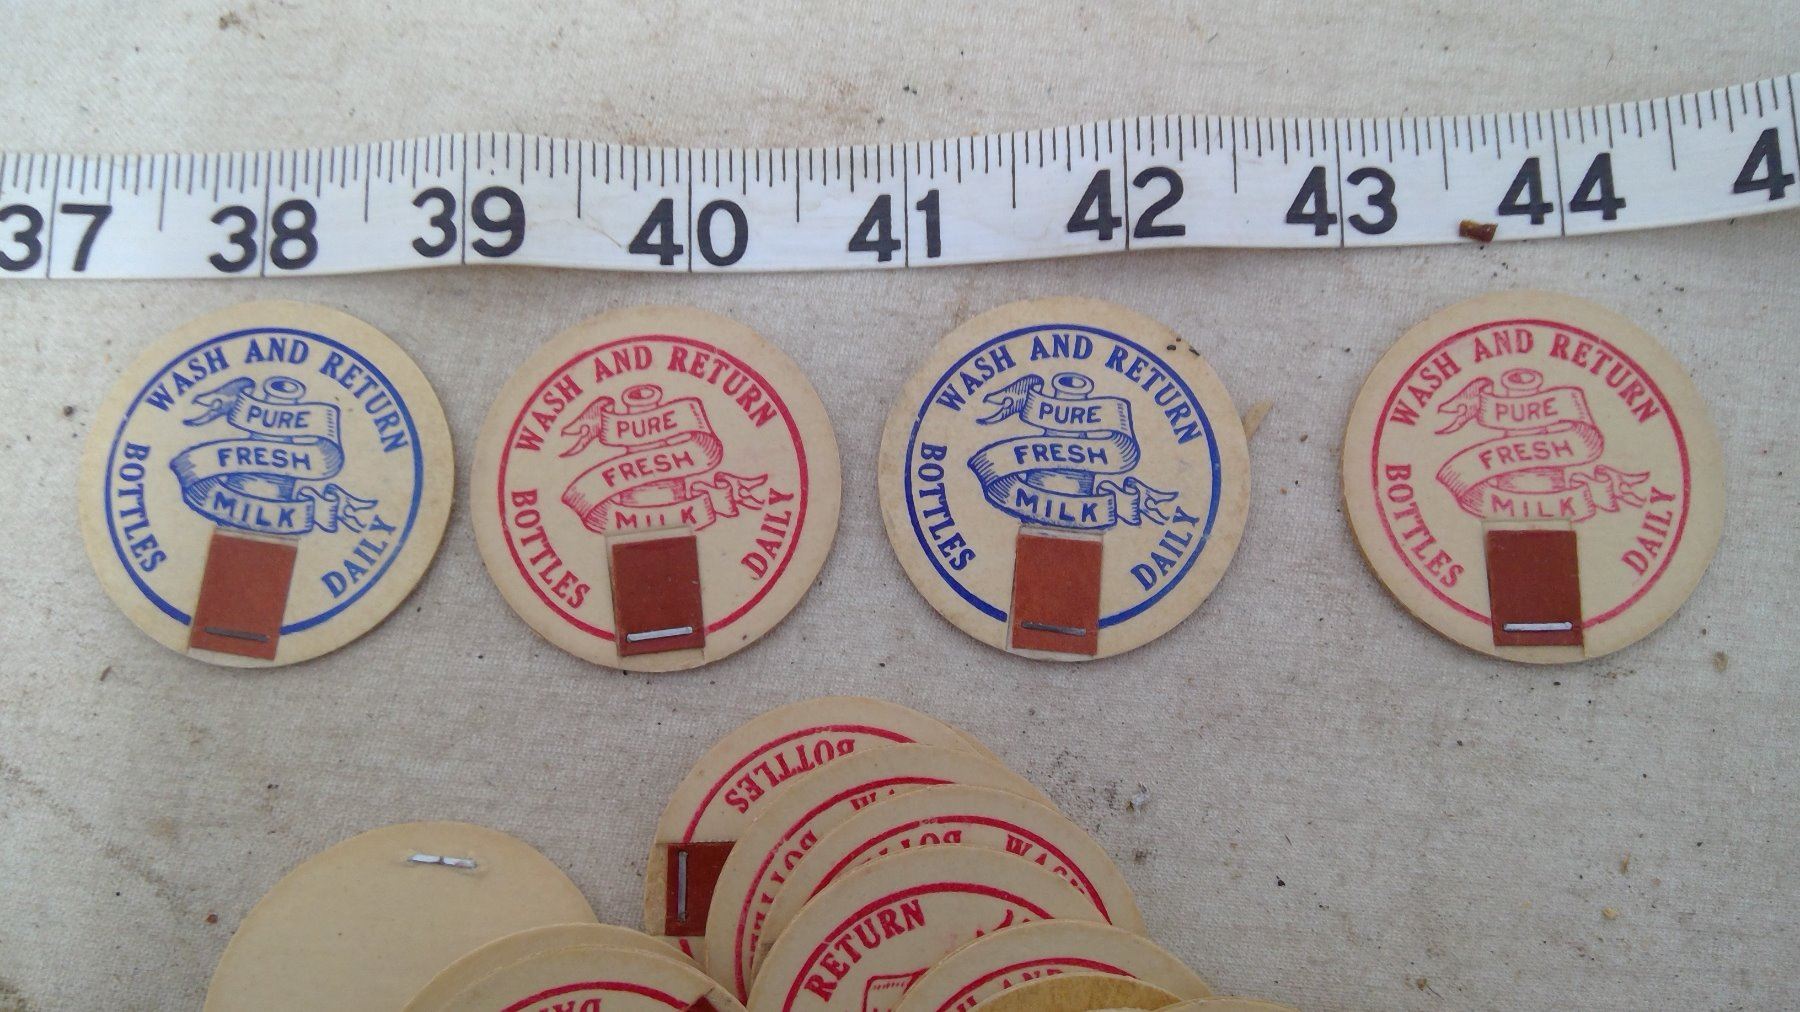 37 38 39 40 41 42 43 44 4
WASH AND RETURN
BOTTLES DAILY
PURE
FRESH
MILK
WASH AND RETURN
BOTTLES DAILY
PURE
FRESH
MILK
WASH AND RETURN
BOTTLES DAILY
PURE
FRESH
MILK
WASH AND RETURN
BOTTLES DAILY
PURE
FRESH
MILK
BOTTLES
RETURN